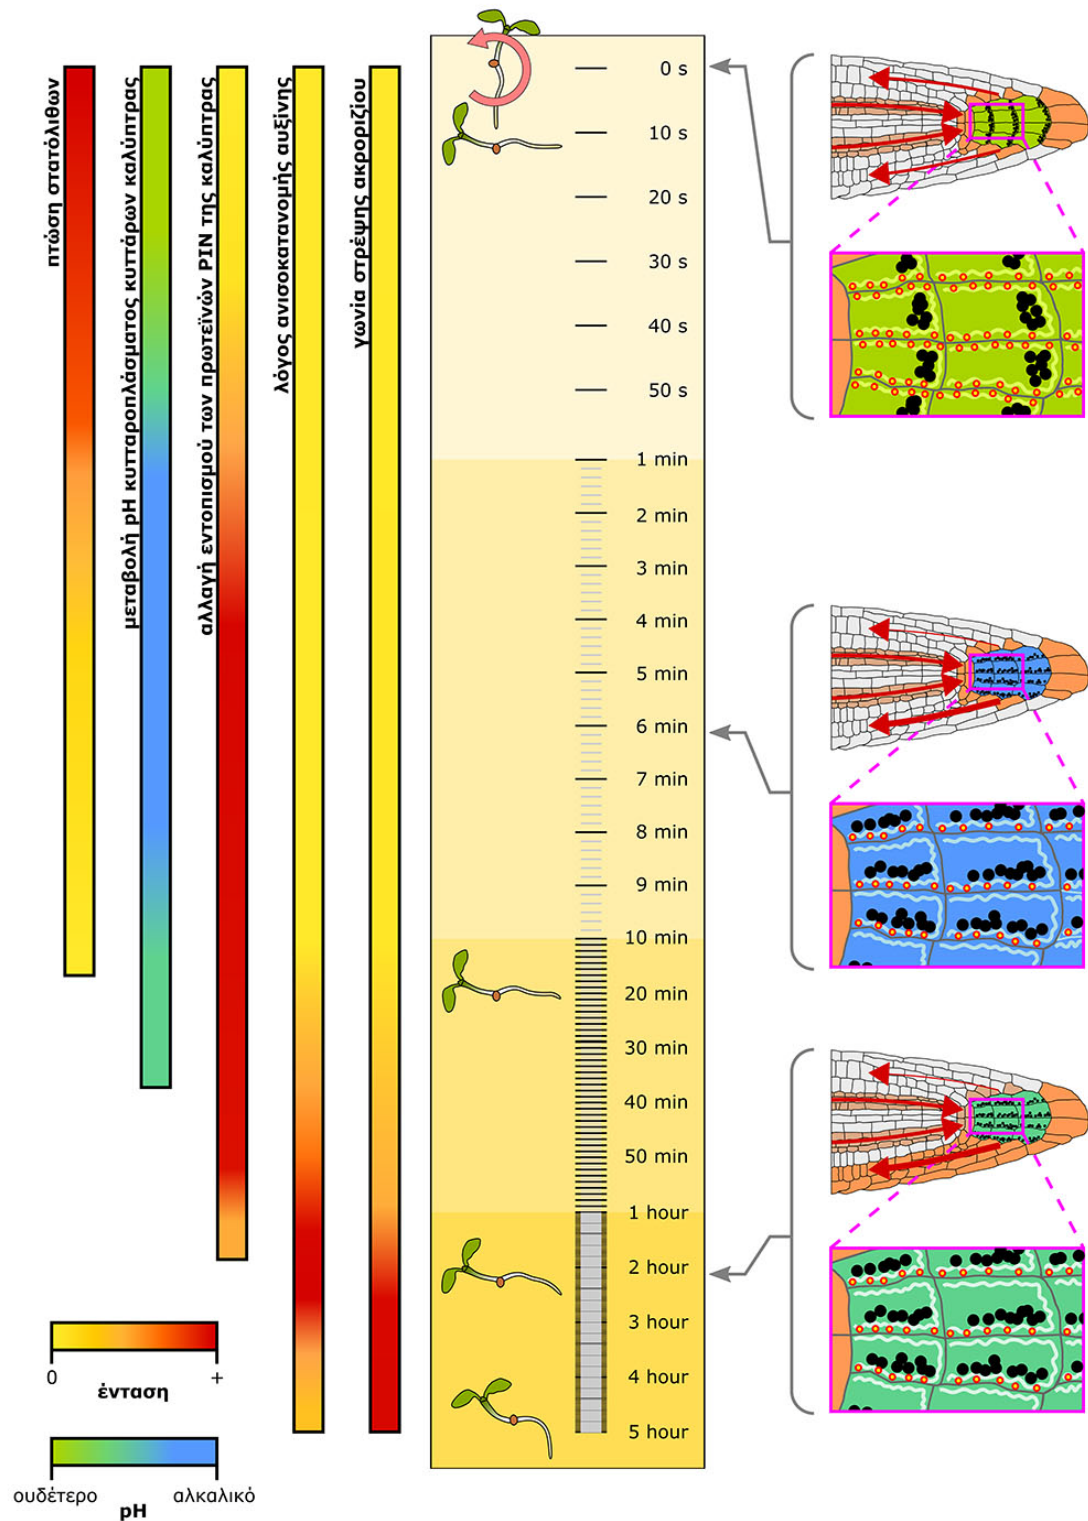 πτώση στατόλιθων
μεταβολή pH κυτταροπλάσματος κυττάρων καλύπτρας
αλλαγή εντοπισμού των πρωτεϊνών PIN της καλύπτρας
λόγος ανισοκατανομής αυξίνης
γωνία στρέψης ακροριζίου
0 s
10 s
20 s
30 s
40 s
50 s
1 min
2 min
3 min
4 min
5 min
6 min
7 min
8 min
9 min
10 min
20 min
30 min
40 min
50 min
1 hour
2 hour
3 hour
4 hour
5 hour
0 +
ένταση
ουδέτερο αλκαλικό
pH